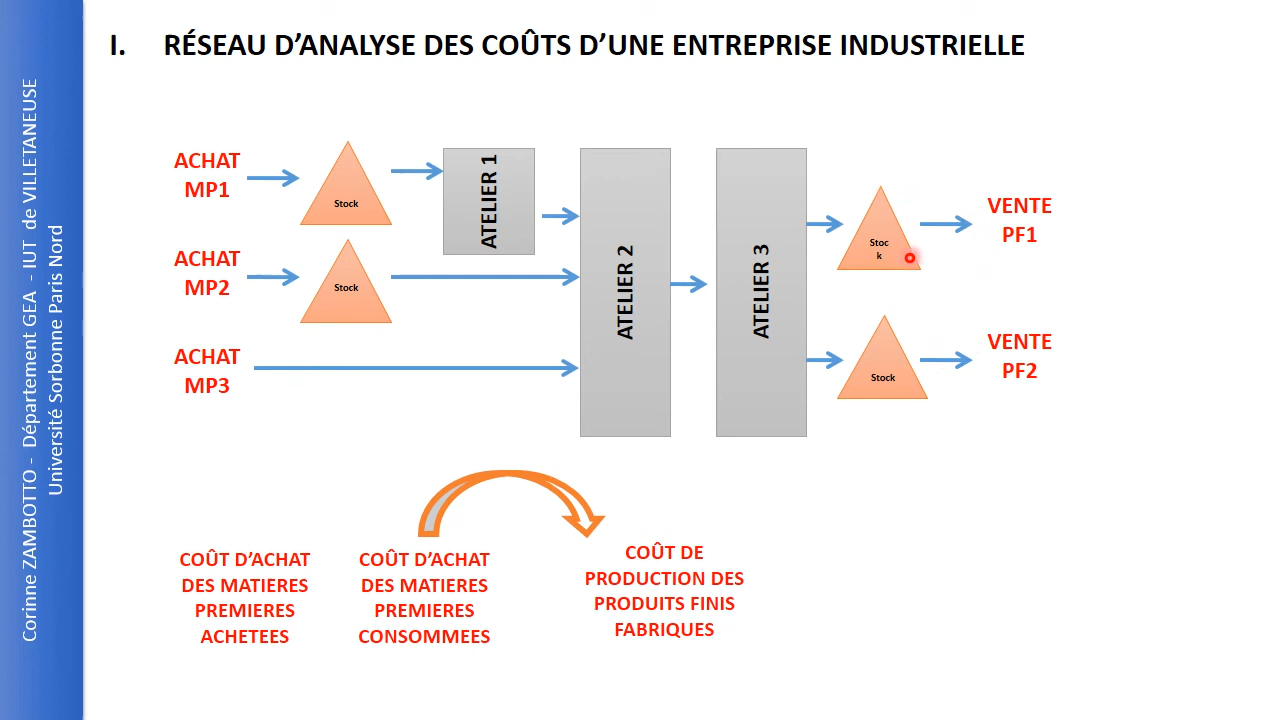 I. RÉSEAU D’ANALYSE DES COÛTS D’UNE ENTREPRISE INDUSTRIELLE
Corinne ZAMBOTTO - Département GEA - IUT de VILLETANEUSE
Université Sorbonne Paris Nord
ACHAT
MP1
Stock
ATELIER 1
ACHAT
MP2
Stock
ACHAT
MP3
ATELIER 2
ATELIER 3
Stoc
k
VENTE
PF1
Stock
VENTE
PF2
COÛT D’ACHAT
DES MATIERES
PREMIERES
ACHETEES
COÛT D’ACHAT
DES MATIERES
PREMIERES
CONSOMMEES
COÛT DE
PRODUCTION DES
PRODUITS FINIS
FABRIQUES